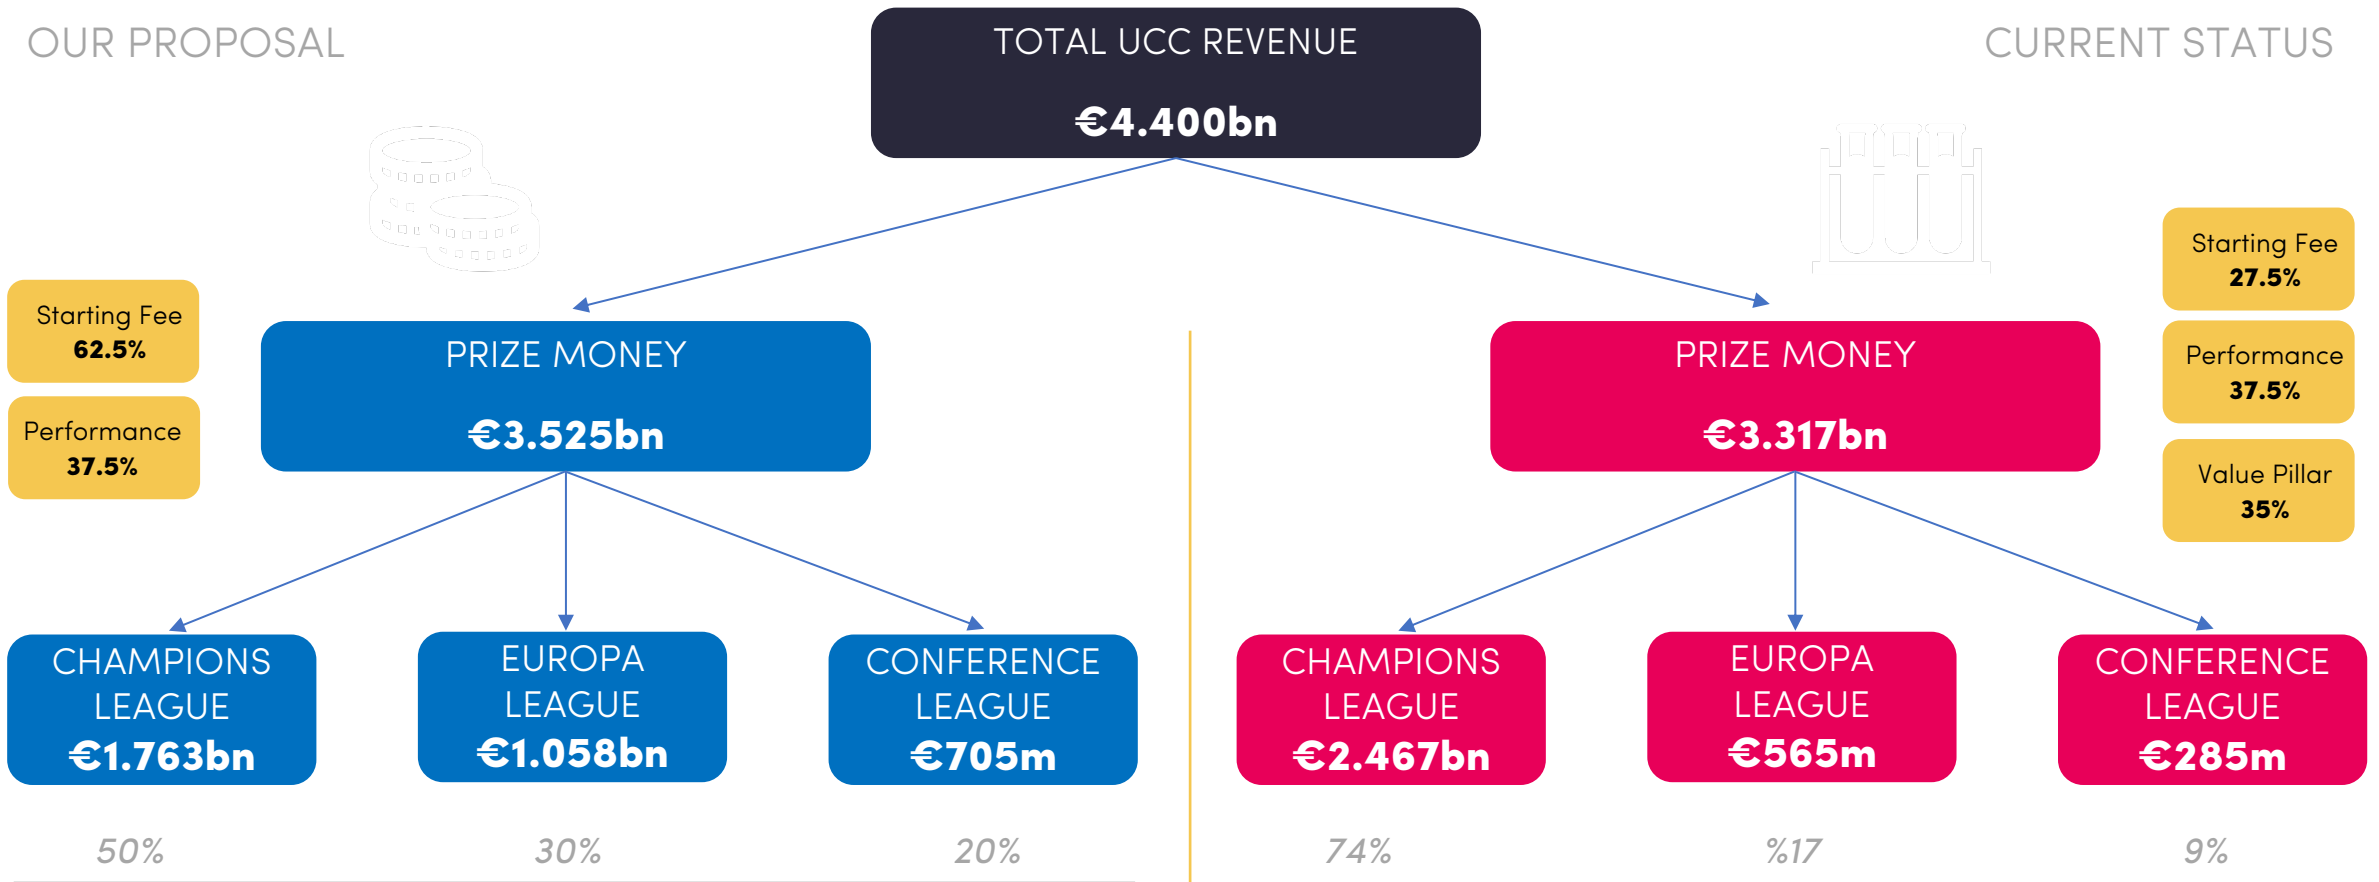 OUR PROPOSAL
TOTAL UCC REVENUE
€4.400bn
CURRENT STATUS
Starting Fee
62.5%
Performance
37.5%
PRIZE MONEY
€3.525bn
PRIZE MONEY
€3.317bn
Starting Fee
27.5%
Performance
37.5%
Value Pillar
35%
CHAMPIONS
LEAGUE
€1.763bn
EUROPA
LEAGUE
€1.058bn
CONFERENCE
LEAGUE
€705m
CHAMPIONS
LEAGUE
€2.467bn
EUROPA
LEAGUE
€565m
CONFERENCE
LEAGUE
€285m
50%
30%
20%
74%
%17
9%